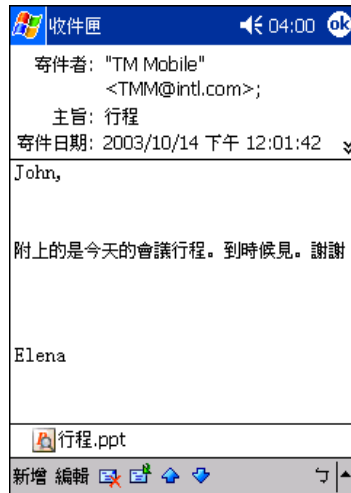 收件匣 04:00 ok
寄件者: "TM Mobile"
<TMM@intl.com>;
主旨: 行程
寄件日期: 2003/10/14 下午 12:01:42
John,
附上的是今天的會議行程。到時候見。謝謝
Elena
行程.ppt
新增 編輯 ㄅ